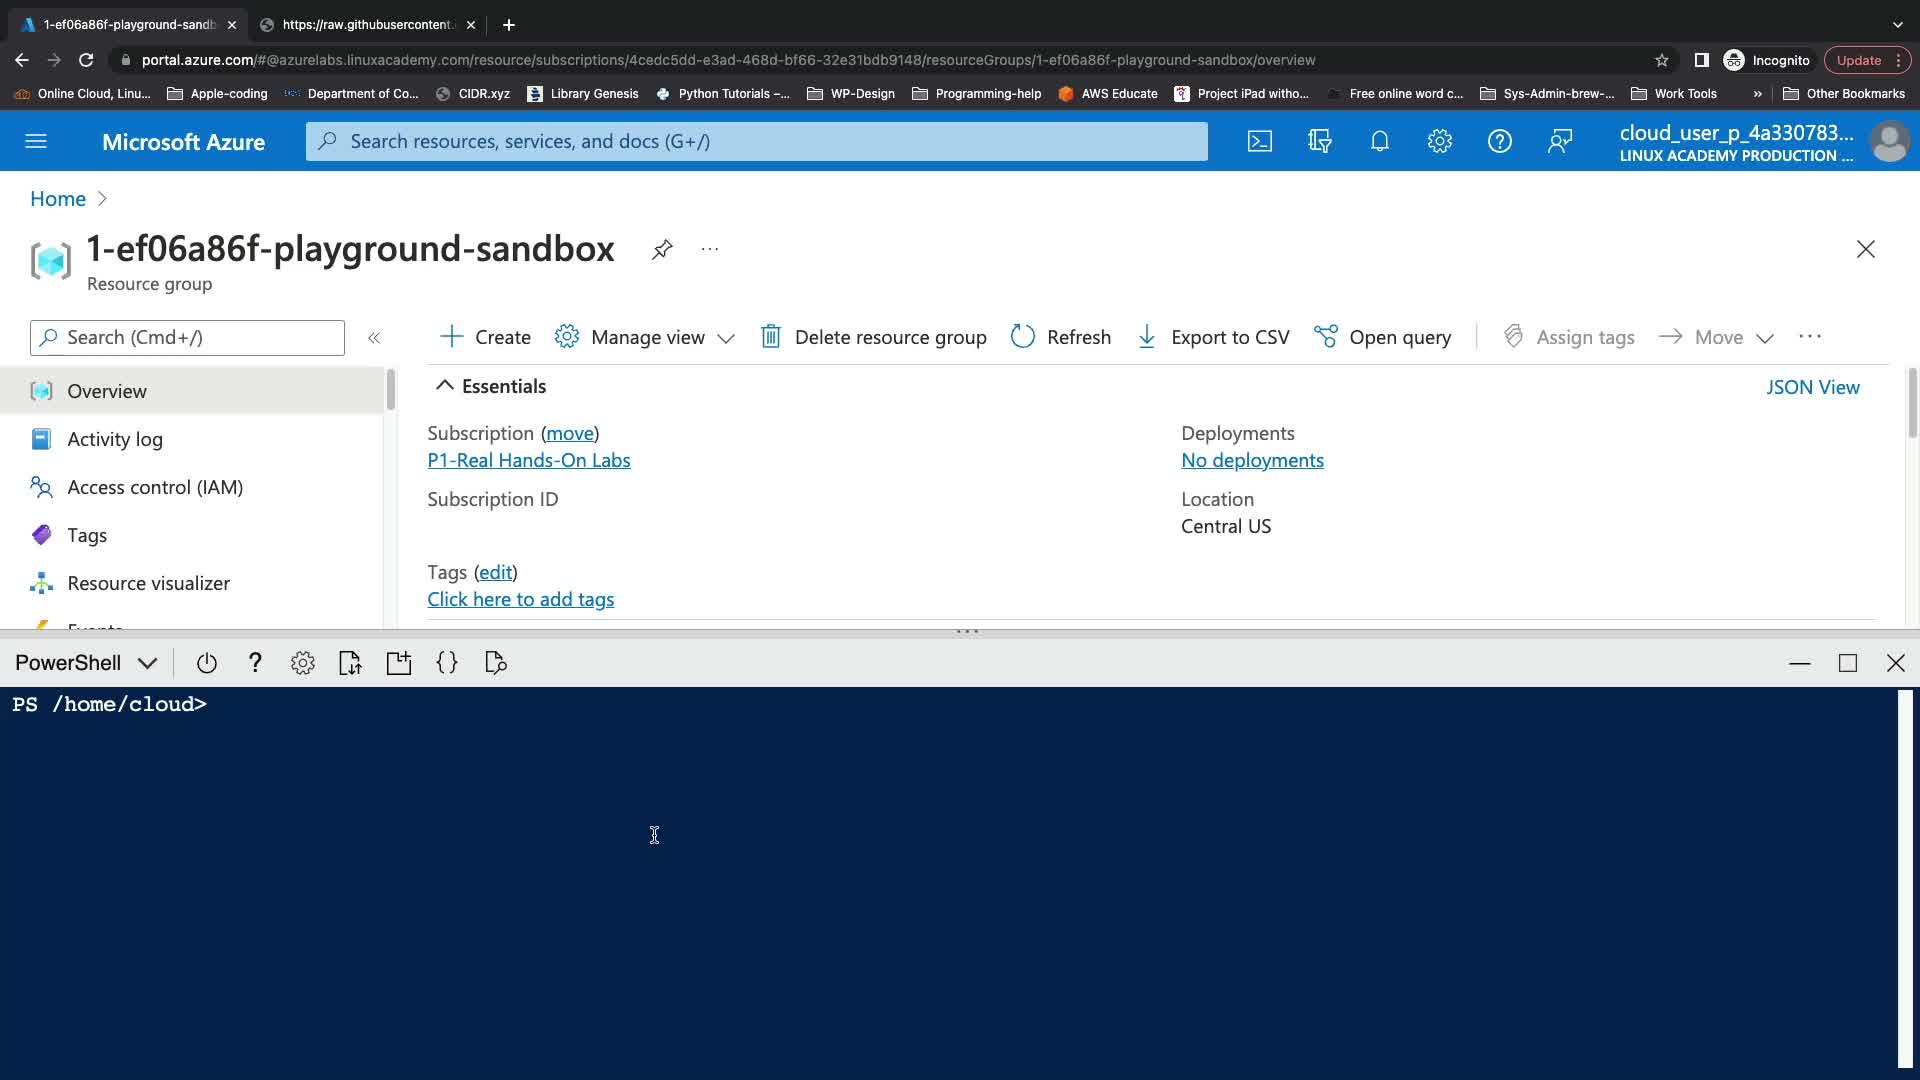 1-ef06a86f-playground-sandb
https://raw.githubusercontent.
portal.azure.com/#@azurelabs.linuxacademy.com/resource/subscriptions/4cedc5dd-e3ad-468d-bf66-32e31bdb9148/resourceGroups/1-ef06a86f-playground-sandbox/overview
Incognito
Update
Online Cloud, Linu...
Apple-coding
Department of Co...
CIDR.xyz
Library Genesis
Python Tutorials –...
WP-Design
Programming-help
AWS Educate
Project iPad witho...
Free online word c...
Sys-Admin-brew-...
Work Tools
»
Other Bookmarks
Microsoft Azure
Search resources, services, and docs (G+/)
cloud_user_p_4a330783...
LINUX ACADEMY PRODUCTION ...
Home
1-ef06a86f-playground-sandbox
...
Resource group
Search (Cmd+/)
«
Create
Manage view
Delete resource group
Refresh
Export to CSV
Open query
Assign tags
Move
...
Overview
Activity log
Access control (IAM)
Tags
Resource visualizer
Events
Essentials
JSON View
Subscription (move)
P1-Real Hands-On Labs
Subscription ID
Deployments
No deployments
Location
Central US
Tags (edit)
Click here to add tags
PowerShell
?
{}
PS /home/cloud>